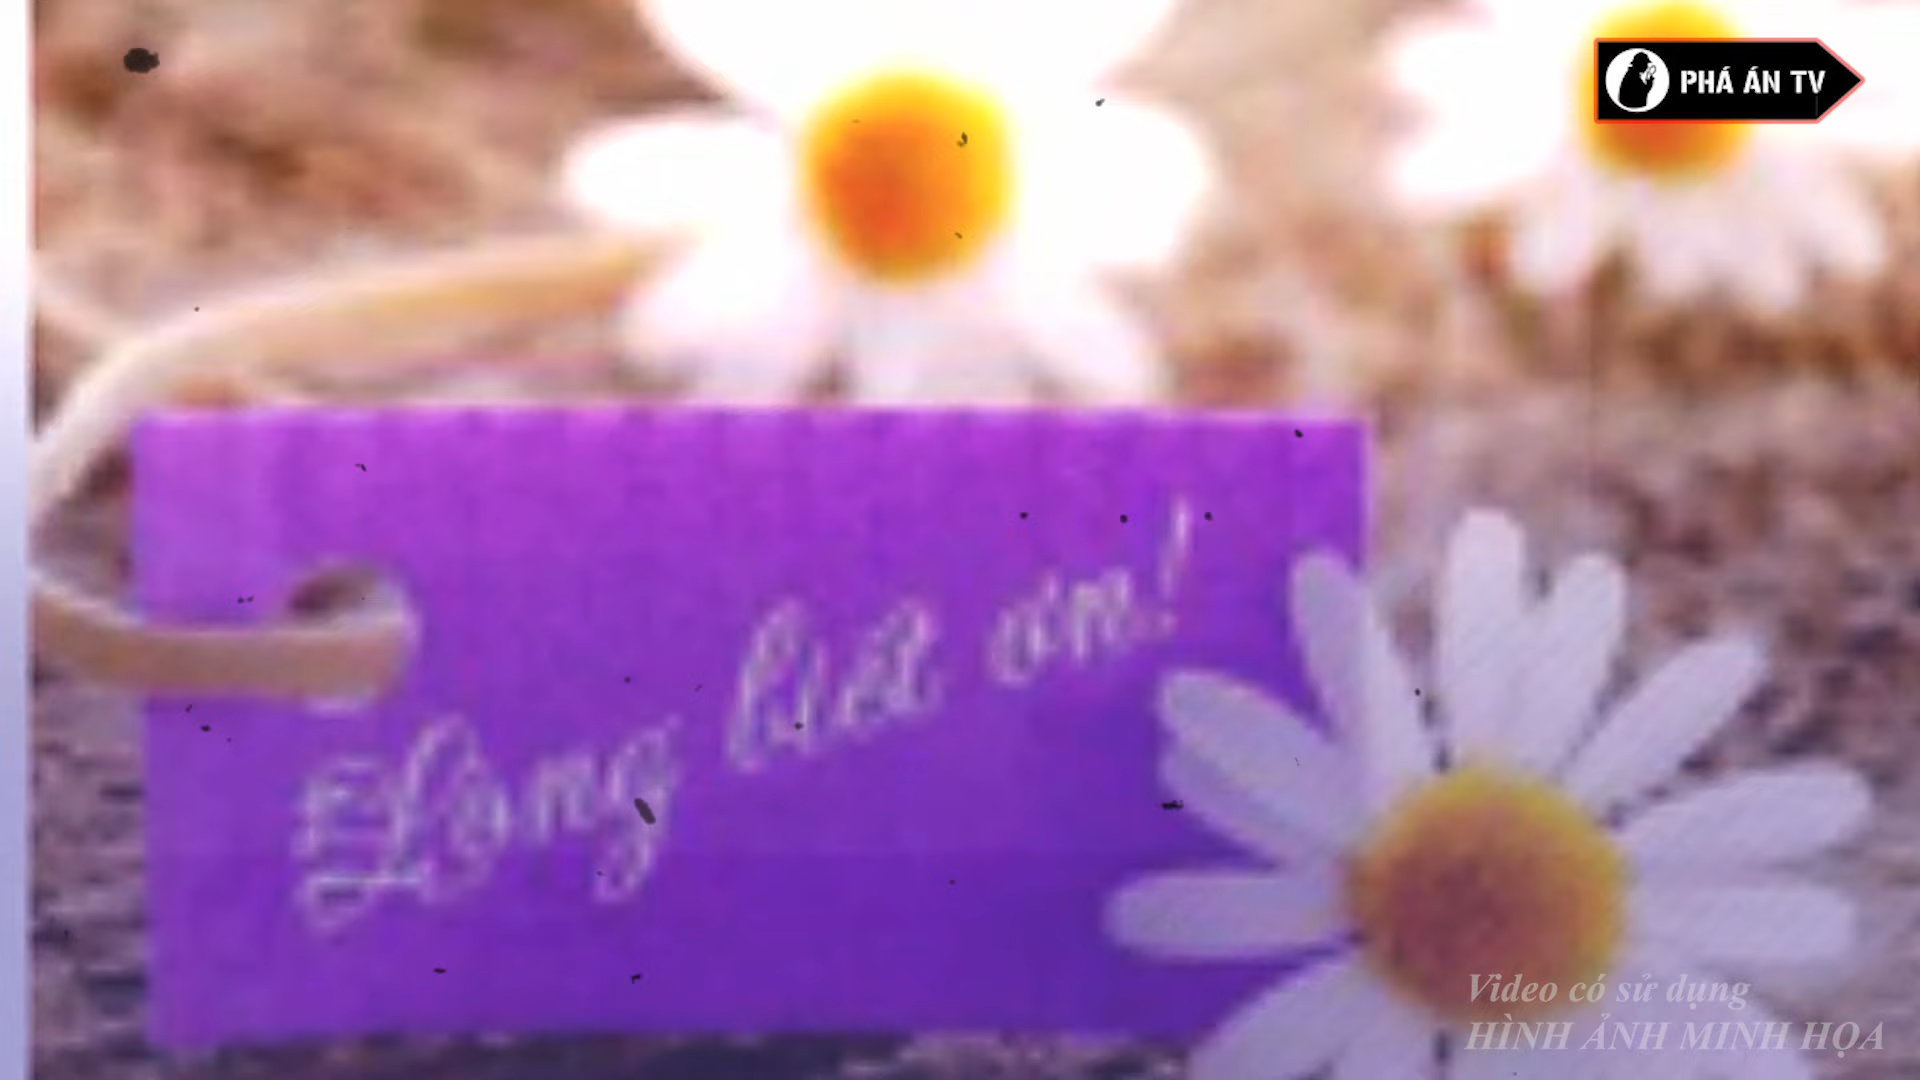 PHÁ ÁN TV
Lòng biết ơn!
Video có sử dụng
HÌNH ẢNH MINH HỌA